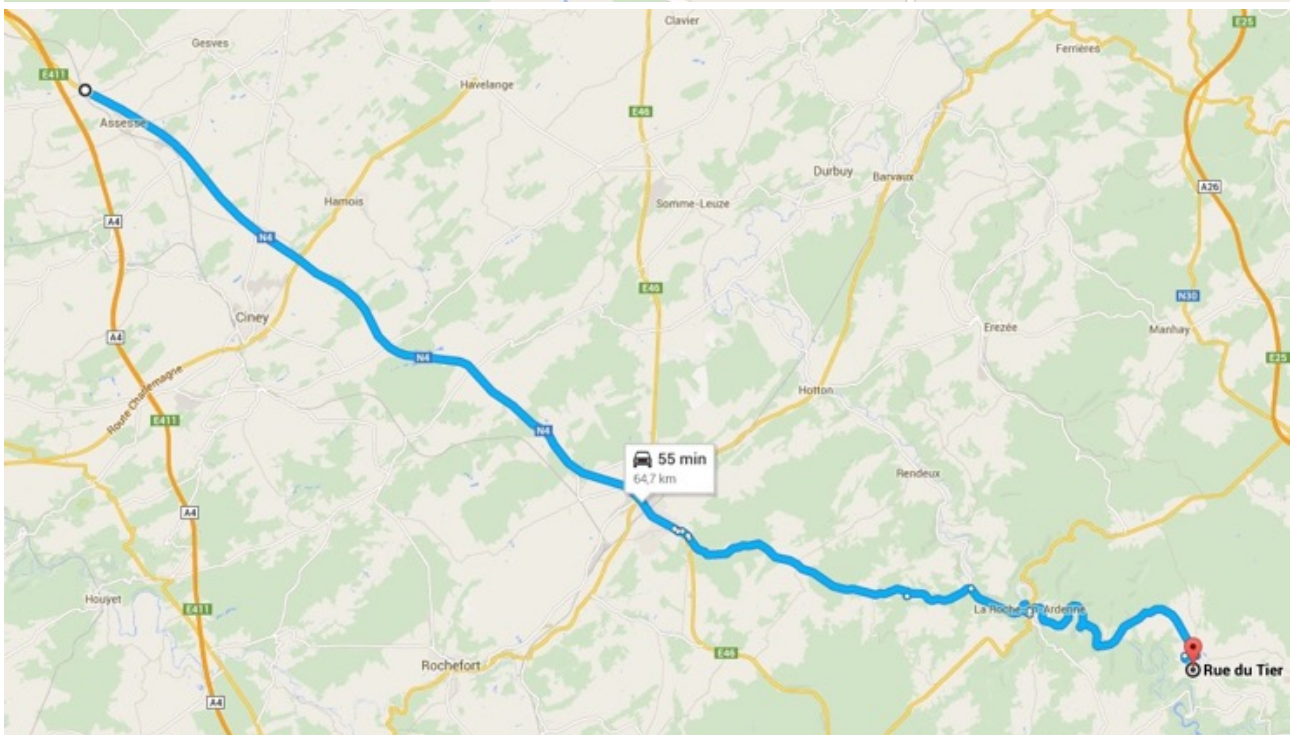 Clavier
E25
Gesves
Ferrières
E411
Havelange
E46
Assesse
Durbuy
Barvaux
A26
Hamois
Somme-Leuze
A4
N4
E46
N30
Ciney
Erezée
Manhay
A4
N4
E25
Route Charlemagne
Hotton
E411
N4
55 min
64,7 km
Rendeux
A4
Houyet
E411
La Roche-en-Ardenne
E46
Rochefort
Rue du Tier
A4